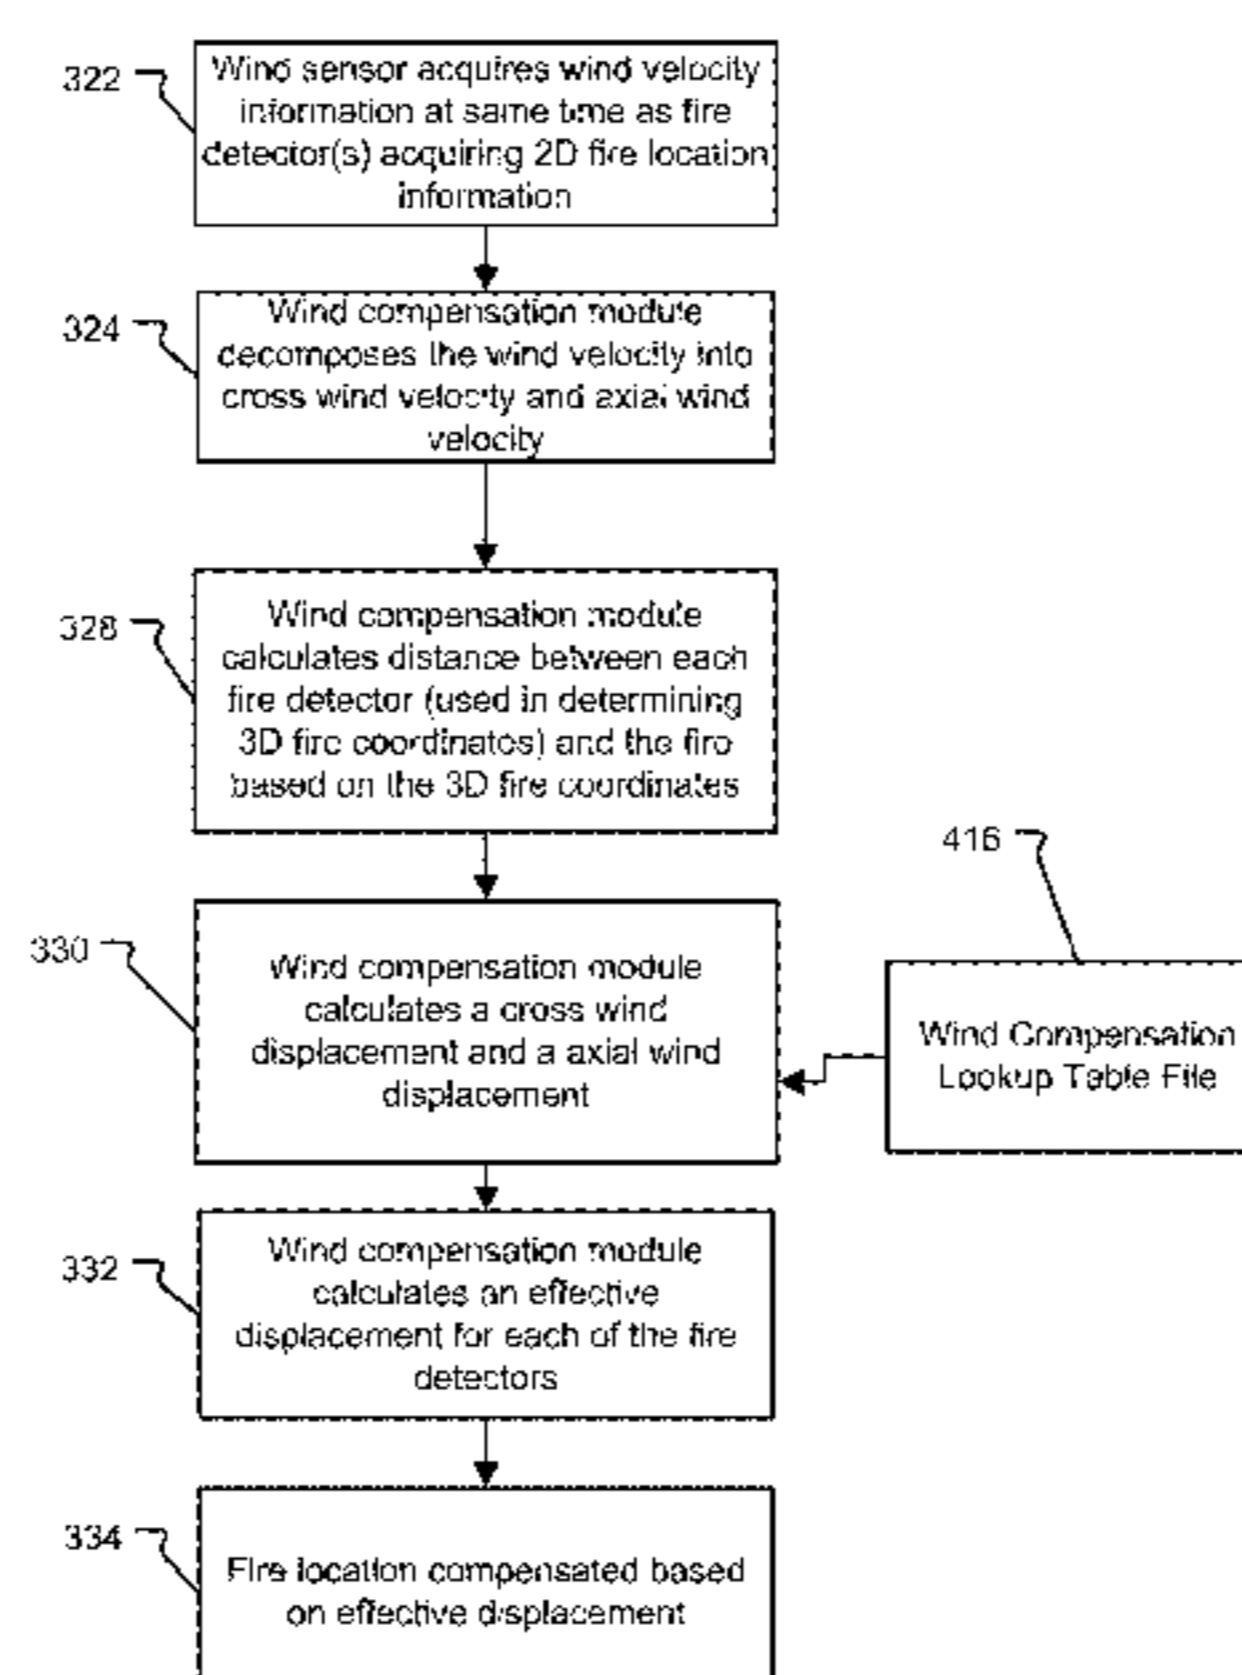 322
Wind sensor acquires wind velocity
information at same time as fire
detector(s) acquiring 2D fire location
information
324
Wind compensation module
decomposes the wind velocity into
cross wind velocity and axial wind
velocity
328
Wind compensation module
calculates distance between each
fire detector (used in determining
3D fire coordinates) and the fire
based on the 3D fire coordinates
330
Wind compensation module
calculates a cross wind
displacement and a axial wind
displacement
416
Wind Compensation
Lookup Table File
332
Wind compensation module
calculates an effective
displacement for each of the fire
detectors
334
Fire location compensated based
on effective displacement